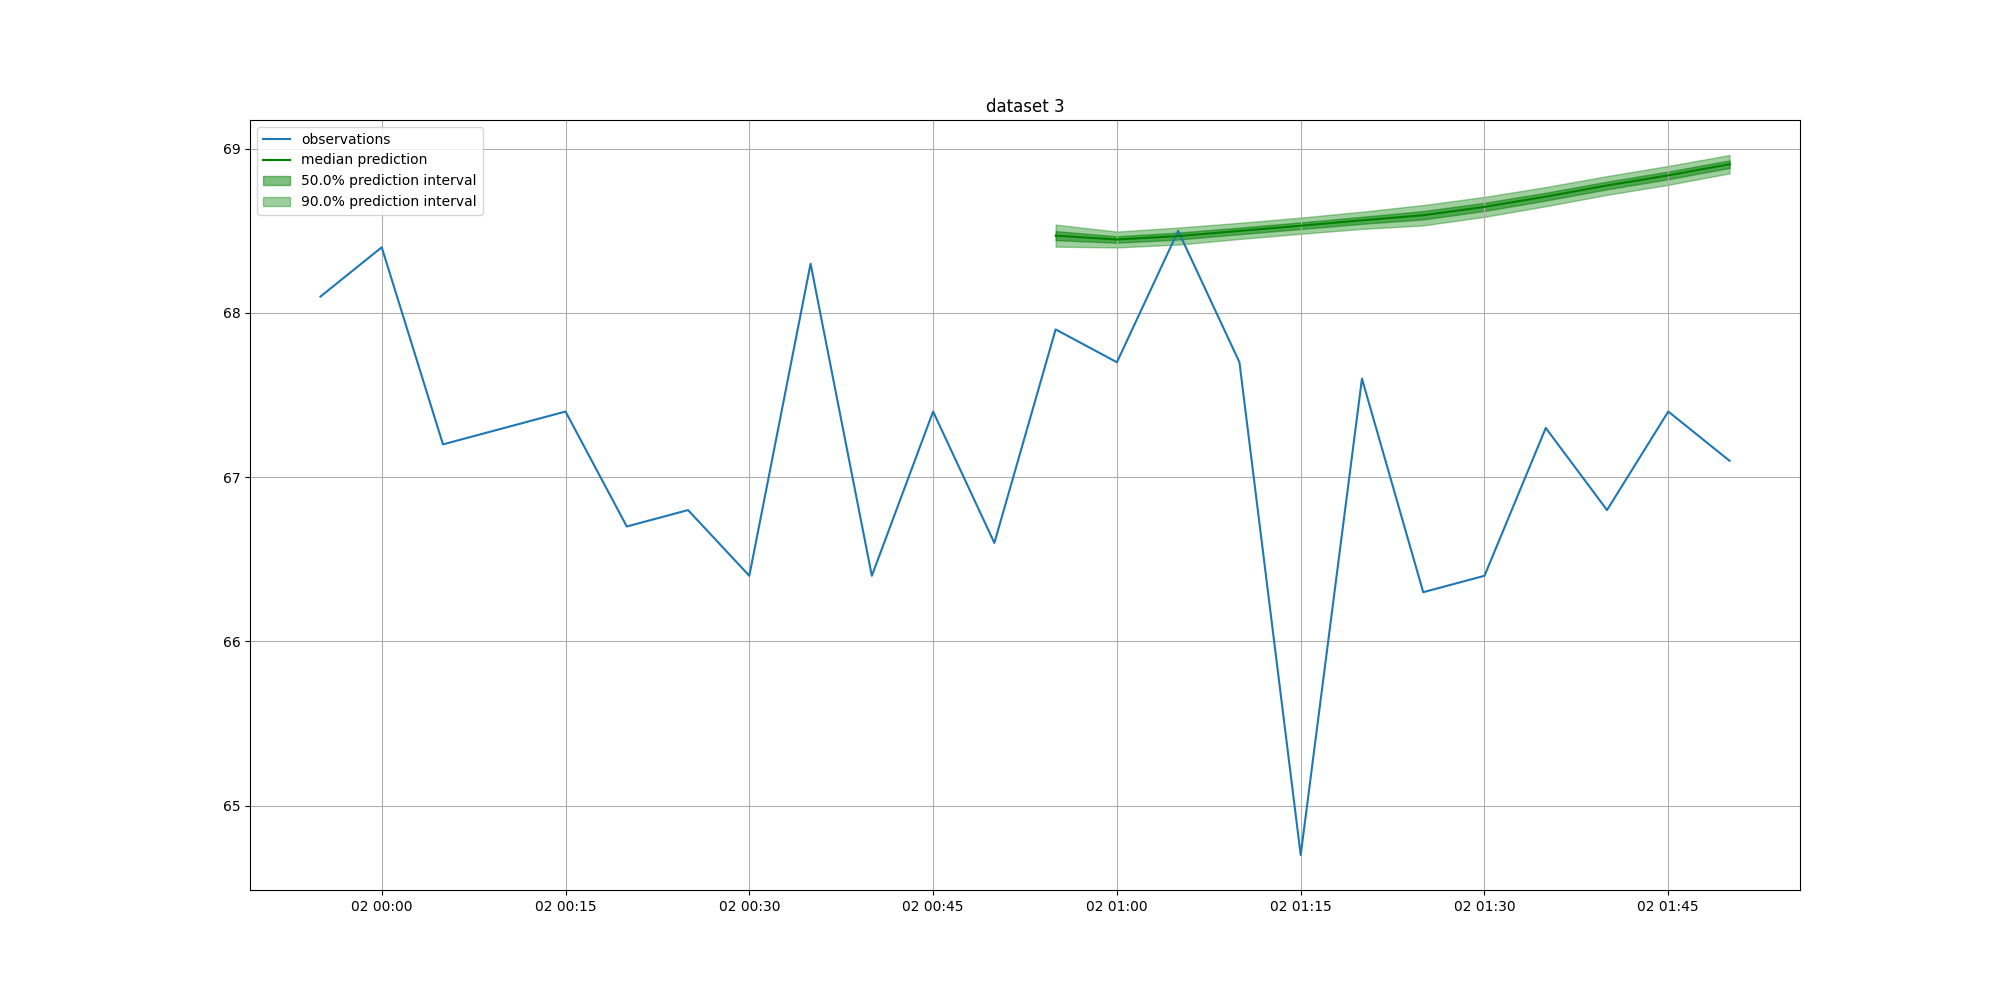 dataset 3
observations
median prediction
50.0% prediction interval
90.0% prediction interval
69
68
67
66
65
02 00:00
02 00:15
02 00:30
02 00:45
02 01:00
02 01:15
02 01:30
02 01:45